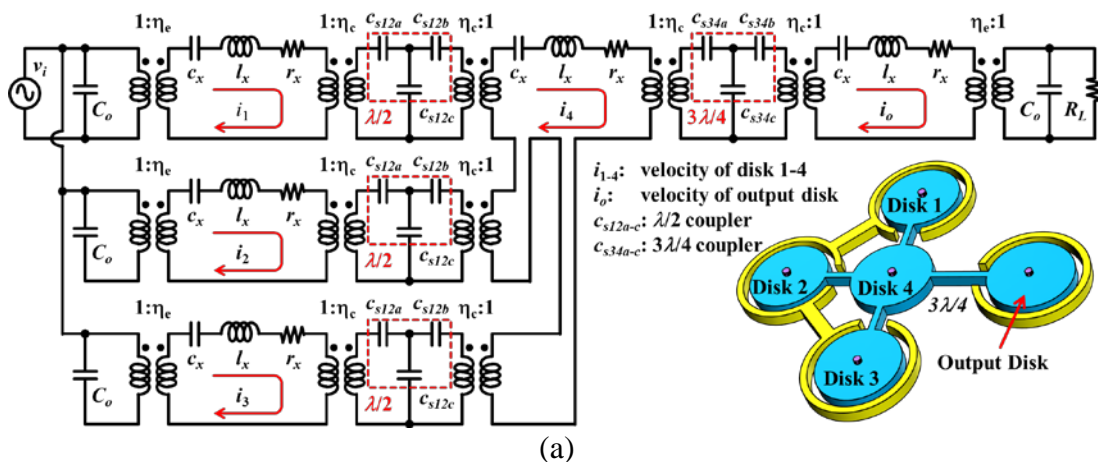 1:ηe 1:ηc cs12a cs12b ηc:1 1:ηc cs34a cs34b ηc:1 ηe:1
vi Co cx lx rx cx lx rx cx lx rx Co RL
i1 λ/2 cs12c i4 3λ/4 cs34c io
1:ηe 1:ηc cs12a cs12b ηc:1
Co cx lx rx
i2 λ/2 cs12c
1:ηe 1:ηc cs12a cs12b ηc:1
Co cx lx rx
i3 λ/2 cs12c
i1-4: velocity of disk 1-4
io: velocity of output disk
cs12a-c: λ/2 coupler
cs34a-c: 3λ/4 coupler
Disk 1
Disk 2
Disk 4
3λ/4
Disk 3
Output Disk
(a)